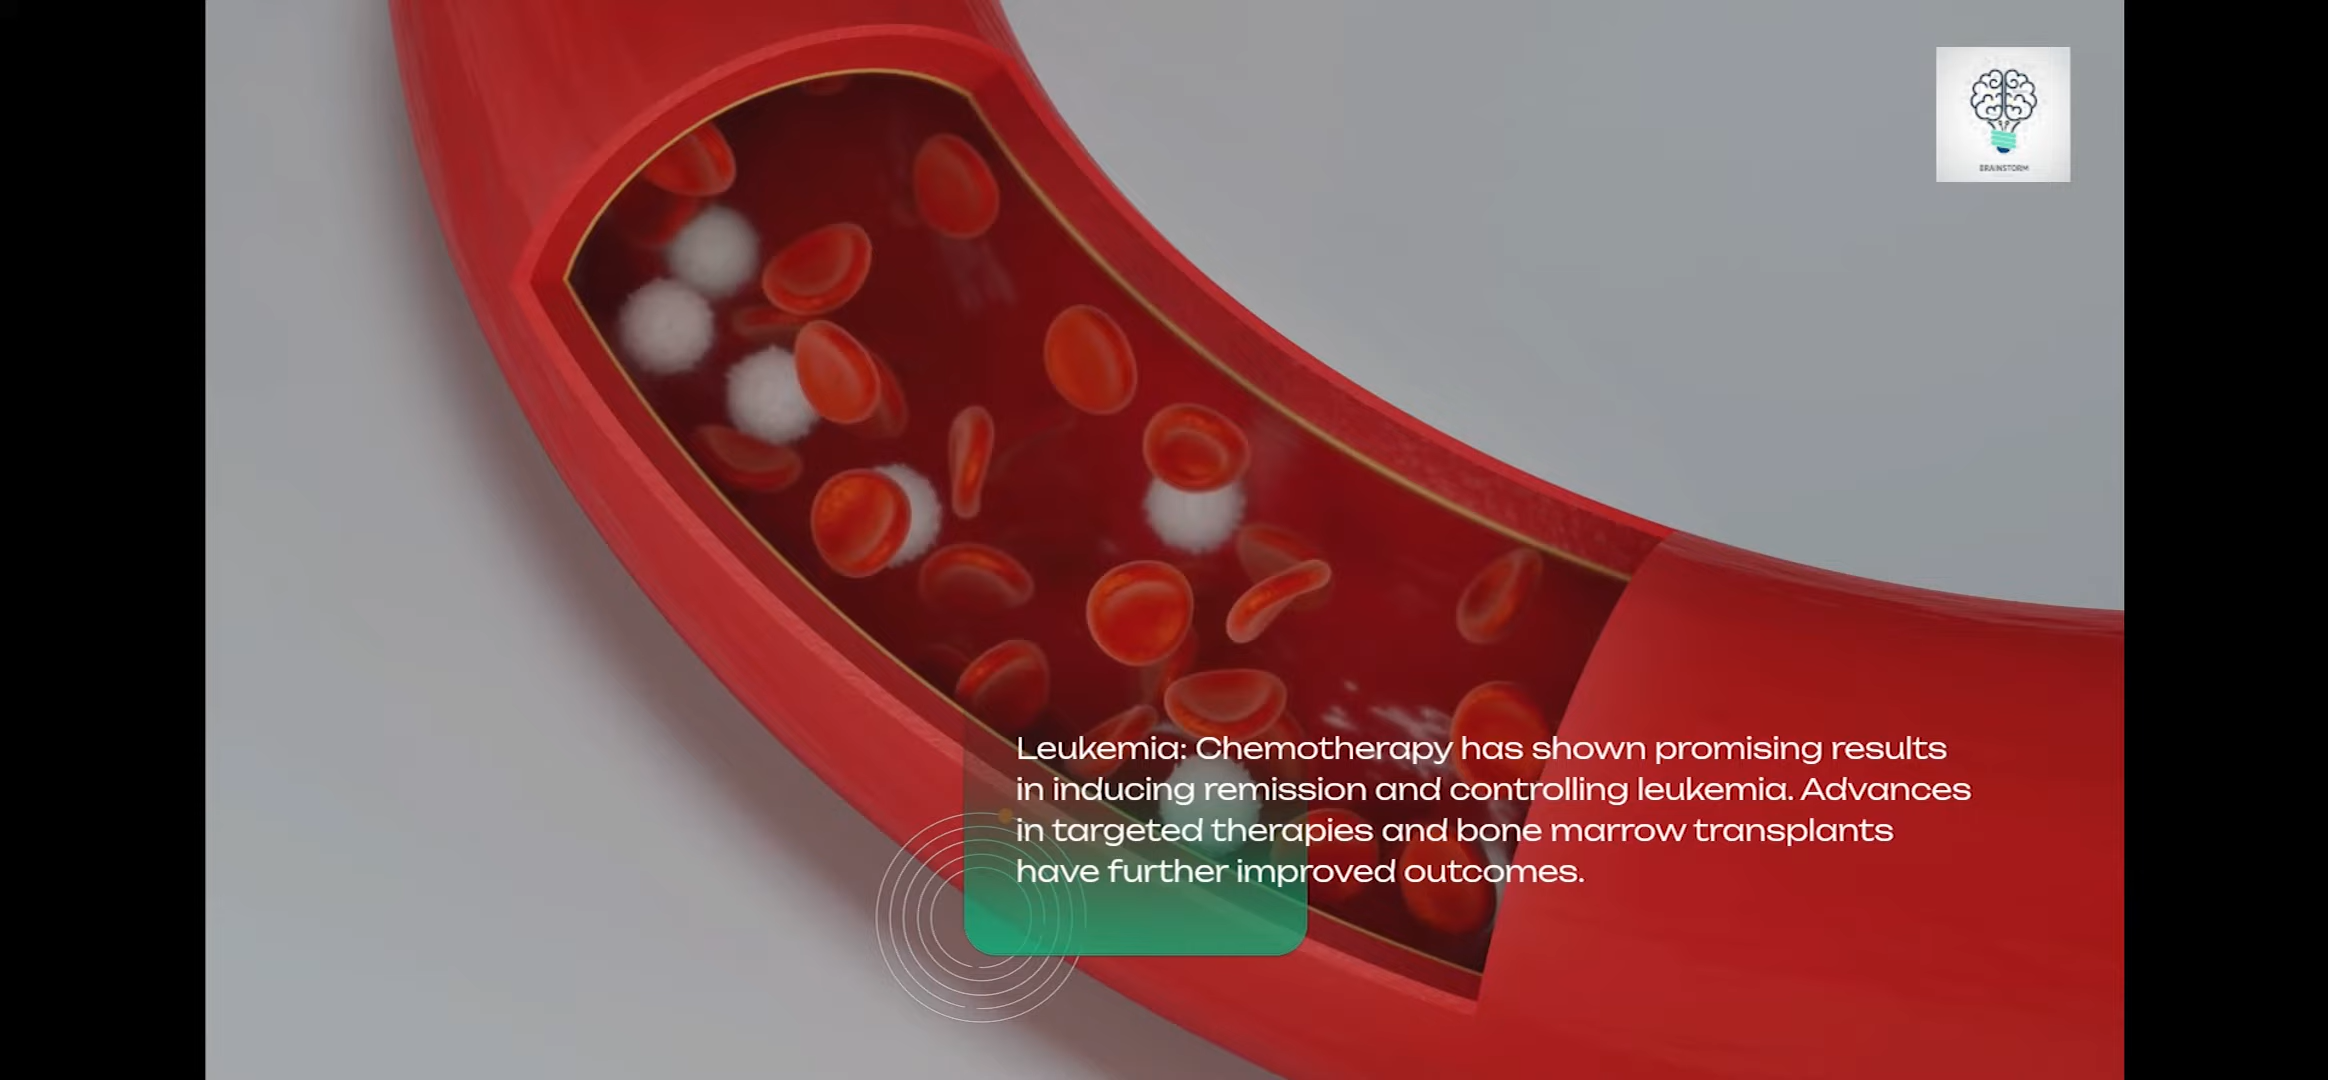 BRAINSTORM
Leukemia: Chemotherapy has shown promising results
in inducing remission and controlling leukemia. Advances
in targeted therapies and bone marrow transplants
have further improved outcomes.